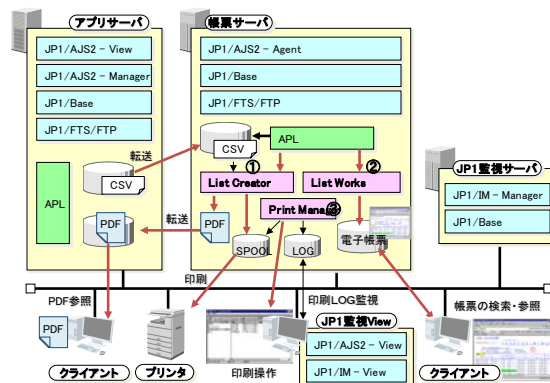 アプリサーバ
JP1/AJS2 − View
JP1/AJS2 − Manager
JP1/Base
JP1/FTS/FTP
APL
CSV
PDF
転送
転送
帳票サーバ
JP1/AJS2 − Agent
JP1/Base
JP1/FTS/FTP
CSV
APL
①
②
List Creator
List Works
Print Mana
③
PDF
SPOOL
LOG
電子帳票
JP1監視サーバ
JP1/IM − Manager
JP1/Base
印刷
PDF参照
印刷LOG監視
帳票の検索・参照
PDF
クライアント
プリンタ
印刷操作
JP1監視View
JP1/AJS2 − View
JP1/IM − View
クライアント